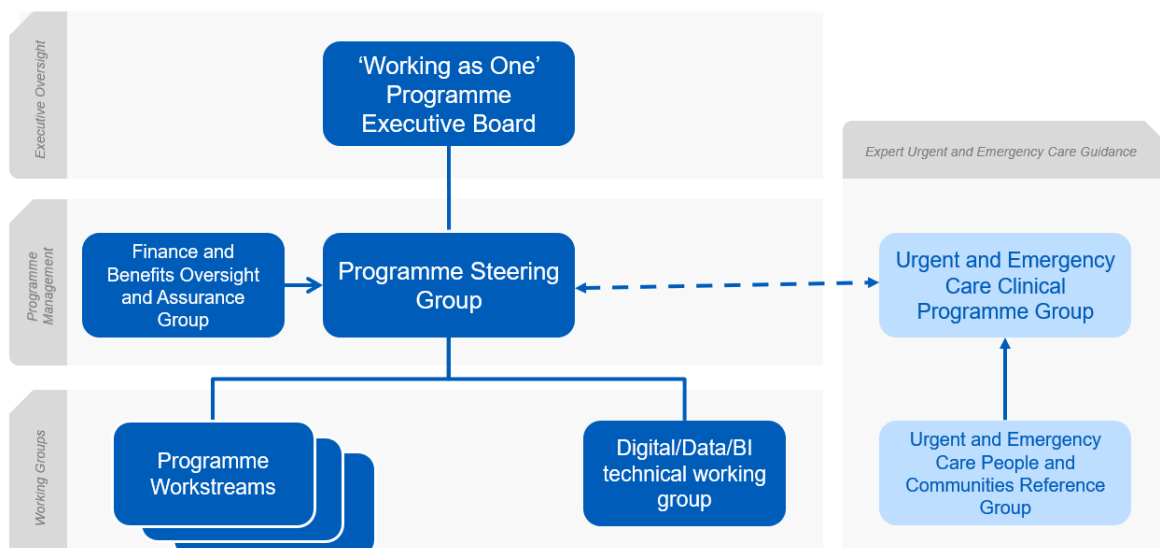 Executive Oversight
‘Working as One’
Programme
Executive Board
Expert Urgent and Emergency Care Guidance
Programme
Management
Finance and
Benefits Oversight
and Assurance
Group
Programme Steering
Group
Urgent and Emergency
Care Clinical
Programme Group
Working Groups
Programme
Workstreams
Digital/Data/BI
technical working
group
Urgent and Emergency
Care People and
Communities Reference
Group